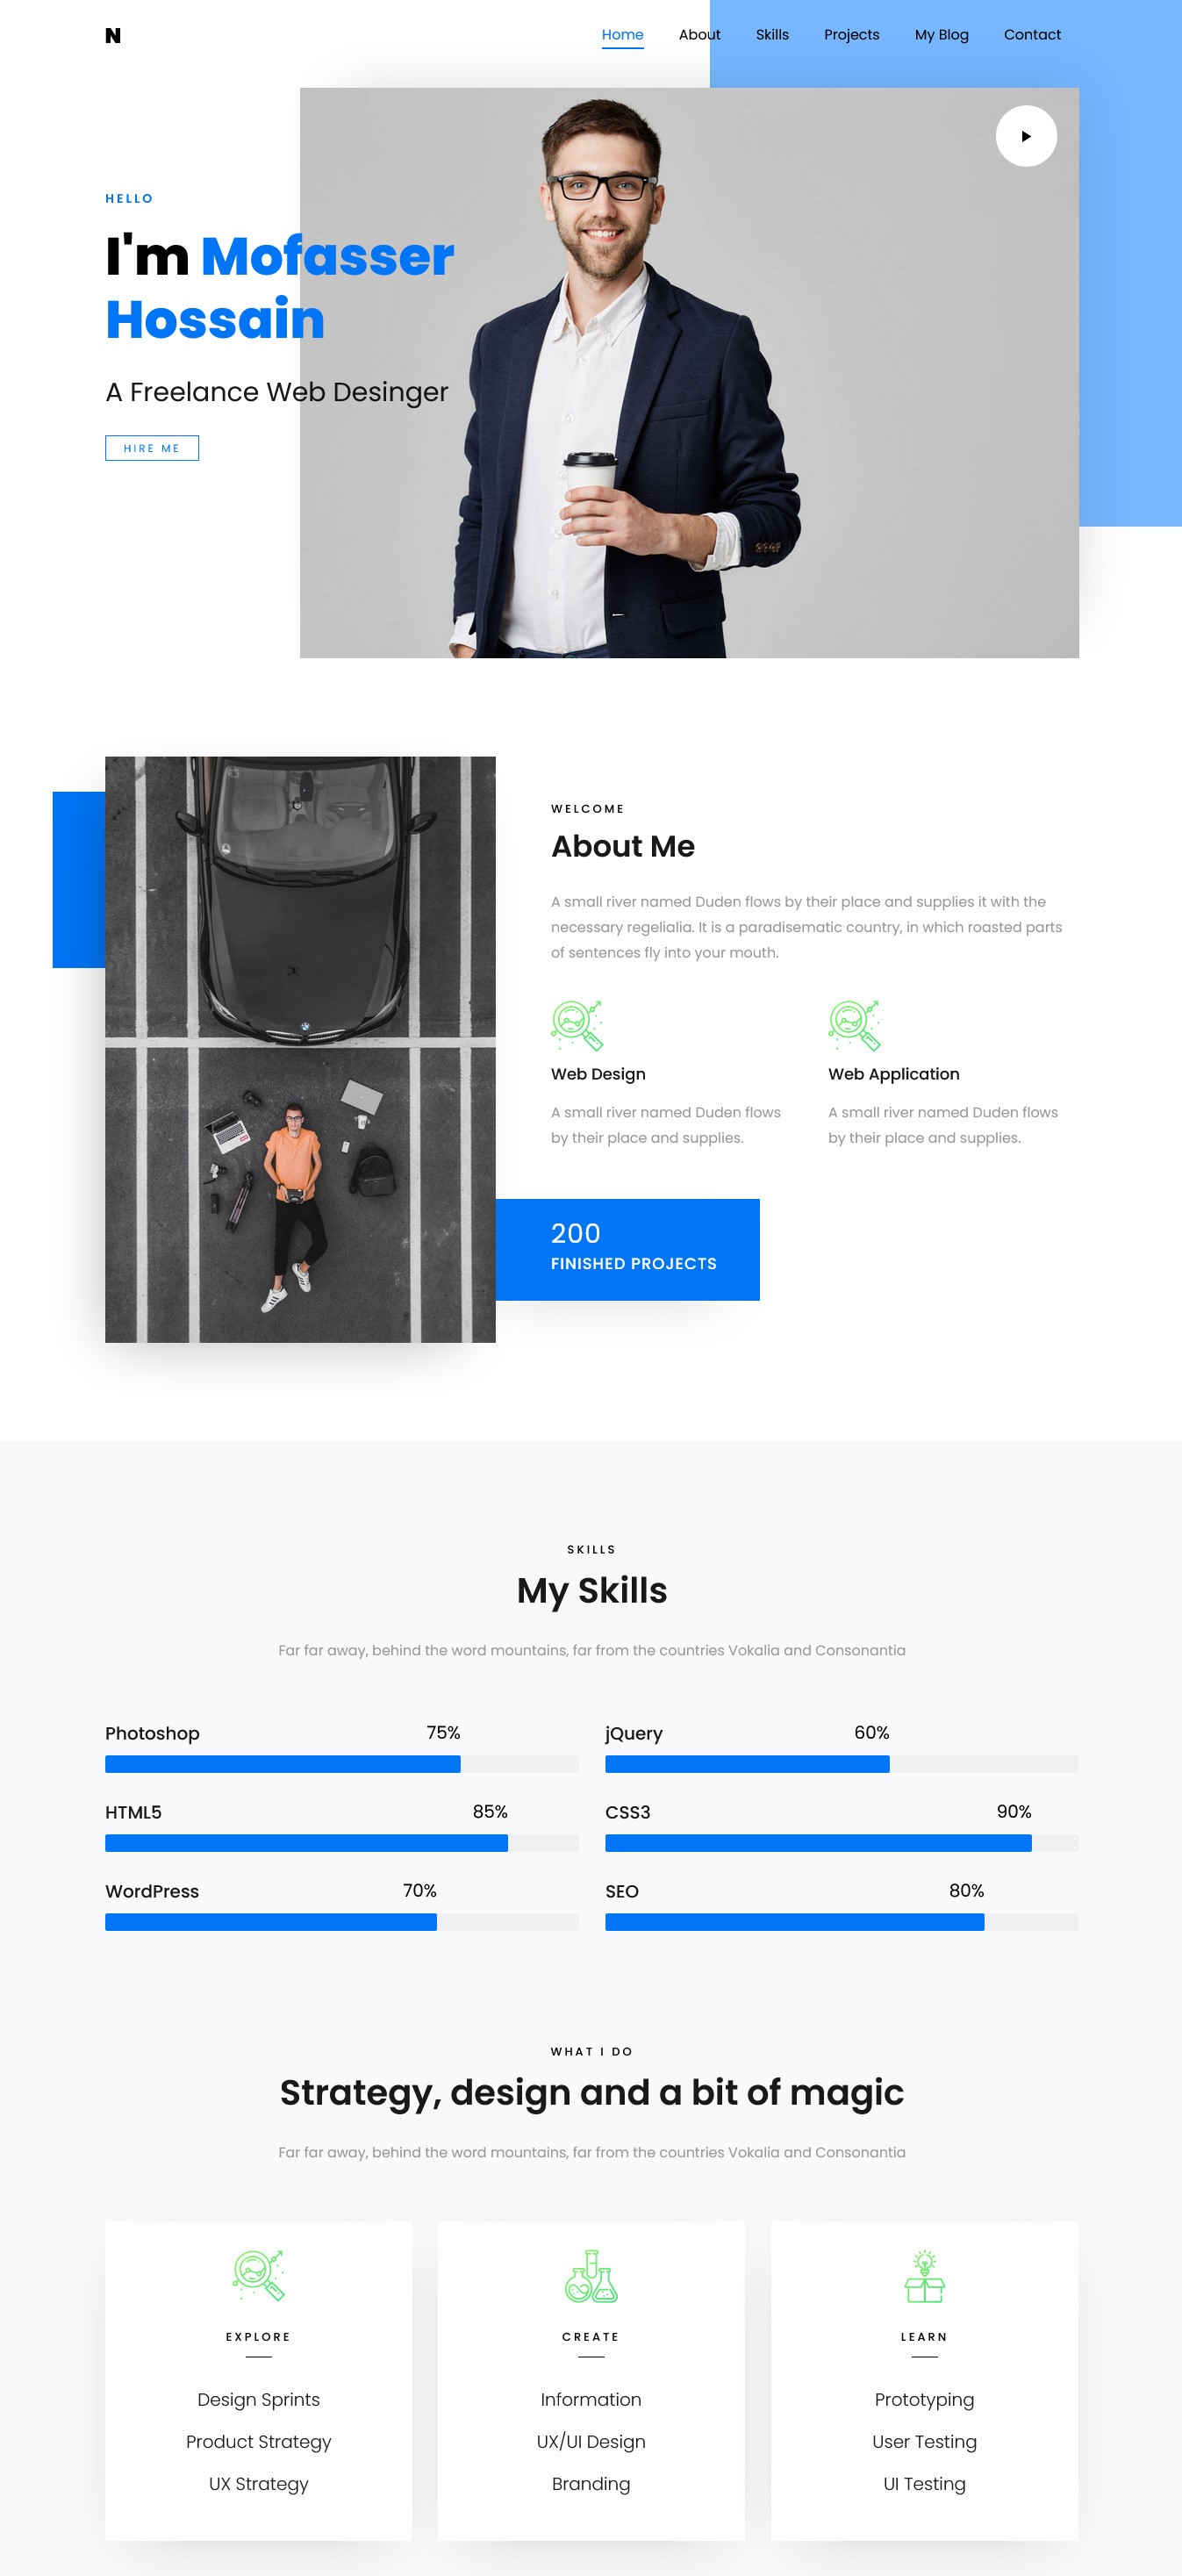 N
Home About Skills Projects My Blog Contact
HELLO
I'm Mofasser
Hossain
A Freelance Web Desinger
HIRE ME
WELCOME
About Me
A small river named Duden flows by their place and supplies it with the
necessary regelialia. It is a paradisematic country, in which roasted parts
of sentences fly into your mouth.
Web Design
A small river named Duden flows
by their place and supplies.
Web Application
A small river named Duden flows
by their place and supplies.
200
FINISHED PROJECTS
SKILLS
My Skills
Far far away, behind the word mountains, far from the countries Vokalia and Consonantia
Photoshop 75%
jQuery 60%
HTML5 85%
CSS3 90%
WordPress 70%
SEO 80%
WHAT I DO
Strategy, design and a bit of magic
Far far away, behind the word mountains, far from the countries Vokalia and Consonantia
EXPLORE
Design Sprints
Product Strategy
UX Strategy
CREATE
Information
UX/UI Design
Branding
LEARN
Prototyping
User Testing
UI Testing